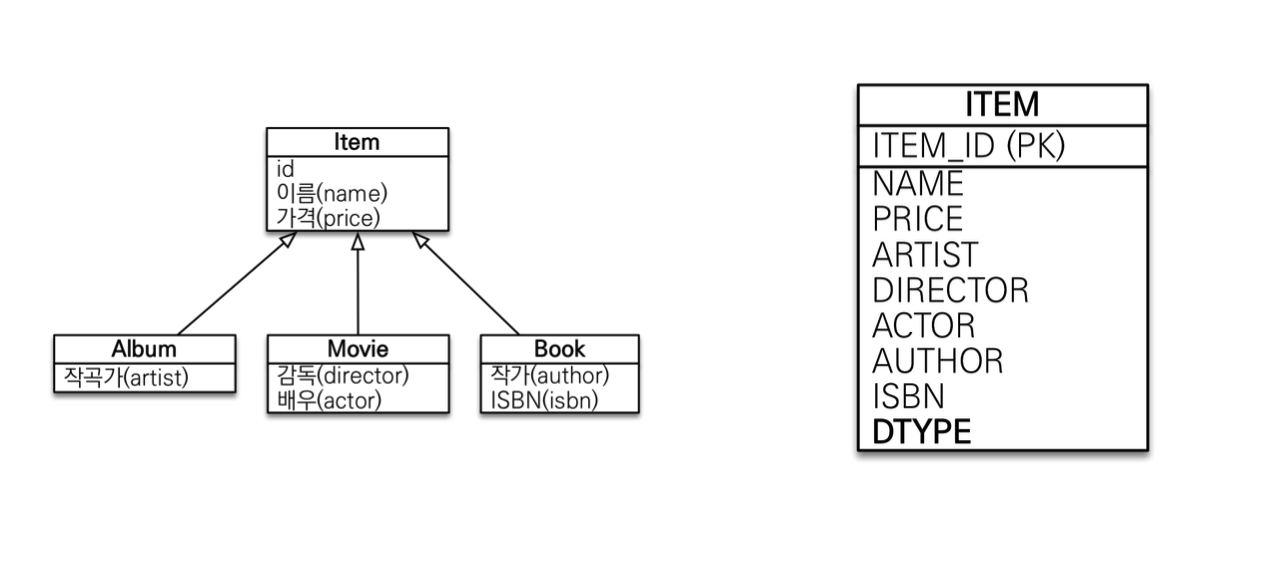 Item
id
이름(name)
가격(price)
Album
작곡가(artist)
Movie
감독(director)
배우(actor)
Book
작가(author)
ISBN(isbn)
ITEM
ITEM_ID (PK)
NAME
PRICE
ARTIST
DIRECTOR
ACTOR
AUTHOR
ISBN
DTYPE